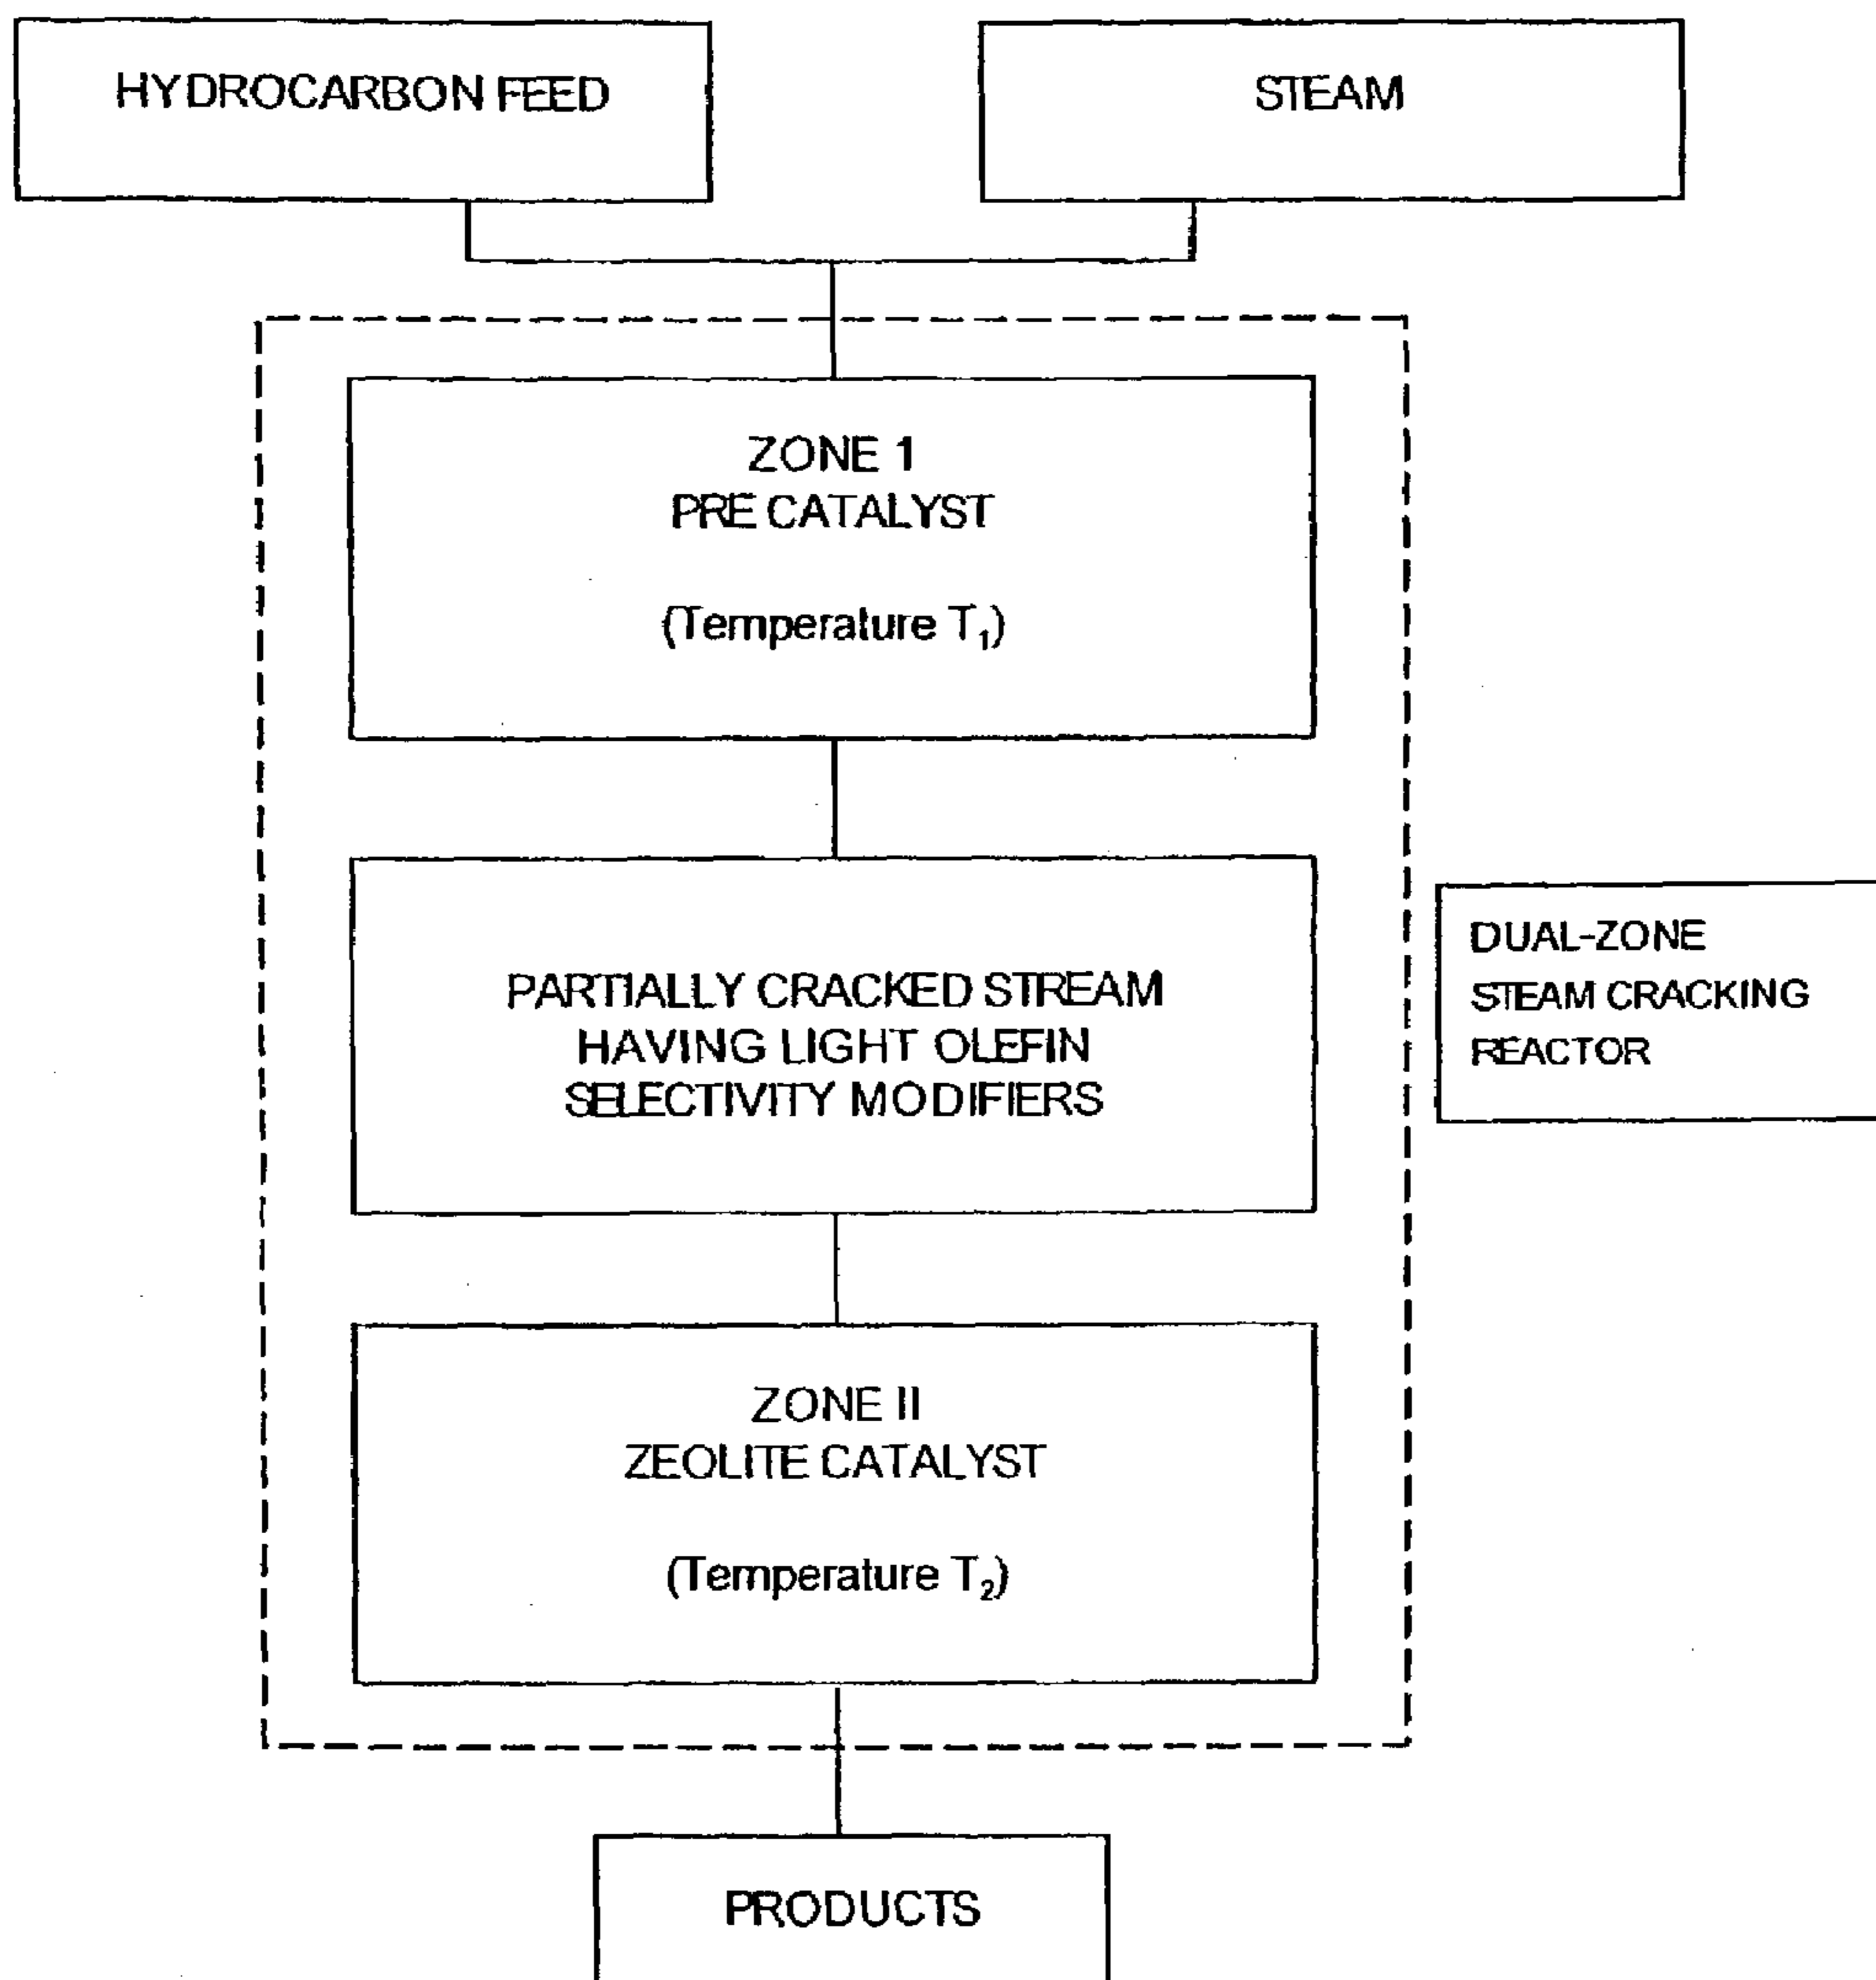 HYDROCARBON FEED
STEAM
ZONE 1
PRE CATALYST
(Temperature T₁)
PARTIALLY CRACKED STREAM
HAVING LIGHT OLEFIN
SELECTIVITY MODIFIERS
DUAL-ZONE
STEAM CRACKING
REACTOR
ZONE II
ZEOLITE CATALYST
(Temperature T₂)
PRODUCTS